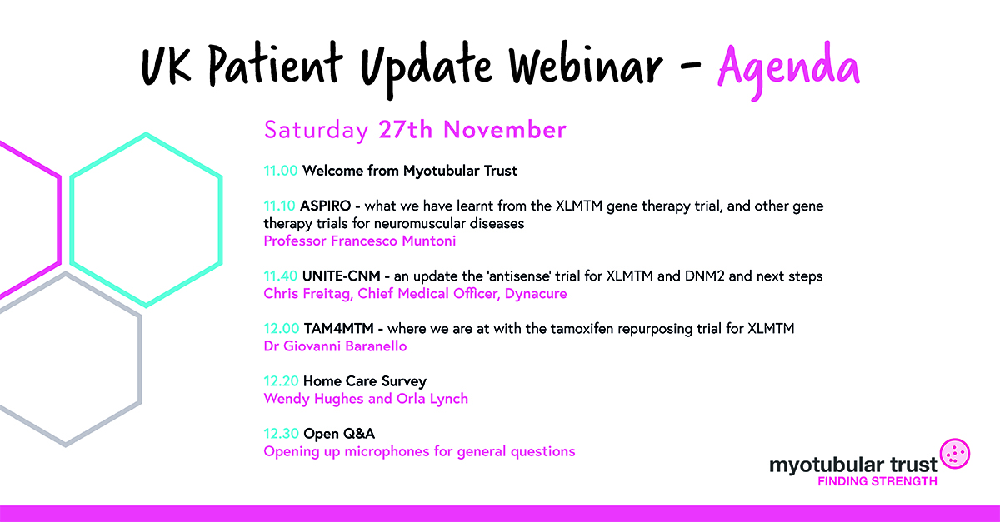 UK Patient Update Webinar - Agenda
Saturday 27th November
11.00 Welcome from Myotubular Trust
11.10 ASPIRO - what we have learnt from the XLMTM gene therapy trial, and other gene
therapy trials for neuromuscular diseases
Professor Francesco Muntoni
11.40 UNITE-CNM - an update the 'antisense' trial for XLMTM and DNM2 and next steps
Chris Freitag, Chief Medical Officer, Dynacure
12.00 TAM4MTM - where we are at with the tamoxifen repurposing trial for XLMTM
Dr Giovanni Baranello
12.20 Home Care Survey
Wendy Hughes and Orla Lynch
12.30 Open Q&A
Opening up microphones for general questions
myotubular trust
FINDING STRENGTH